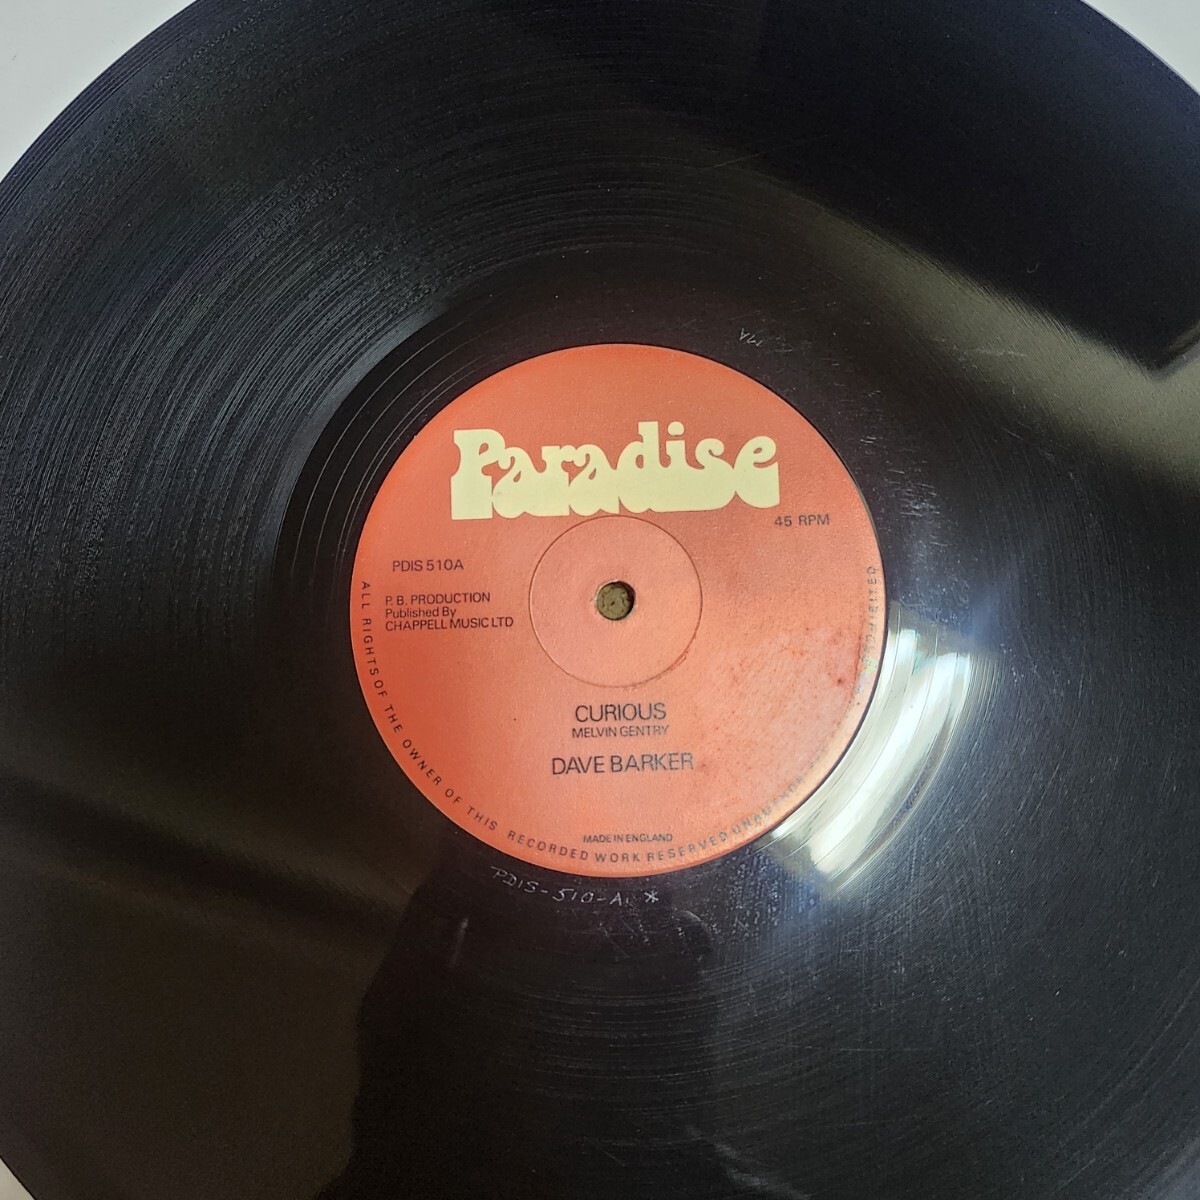 Paradise
45 RPM
PDIS 510A
P. B. PRODUCTION
Published By
CHAPPELL MUSIC LTD
CURIOUS
MELVIN GENTRY
DAVE BARKER
MADE IN ENGLAND
ALL RIGHTS OF THE OWNER OF THIS RECORDED WORK RESERVED
PDIS-510-A1 *